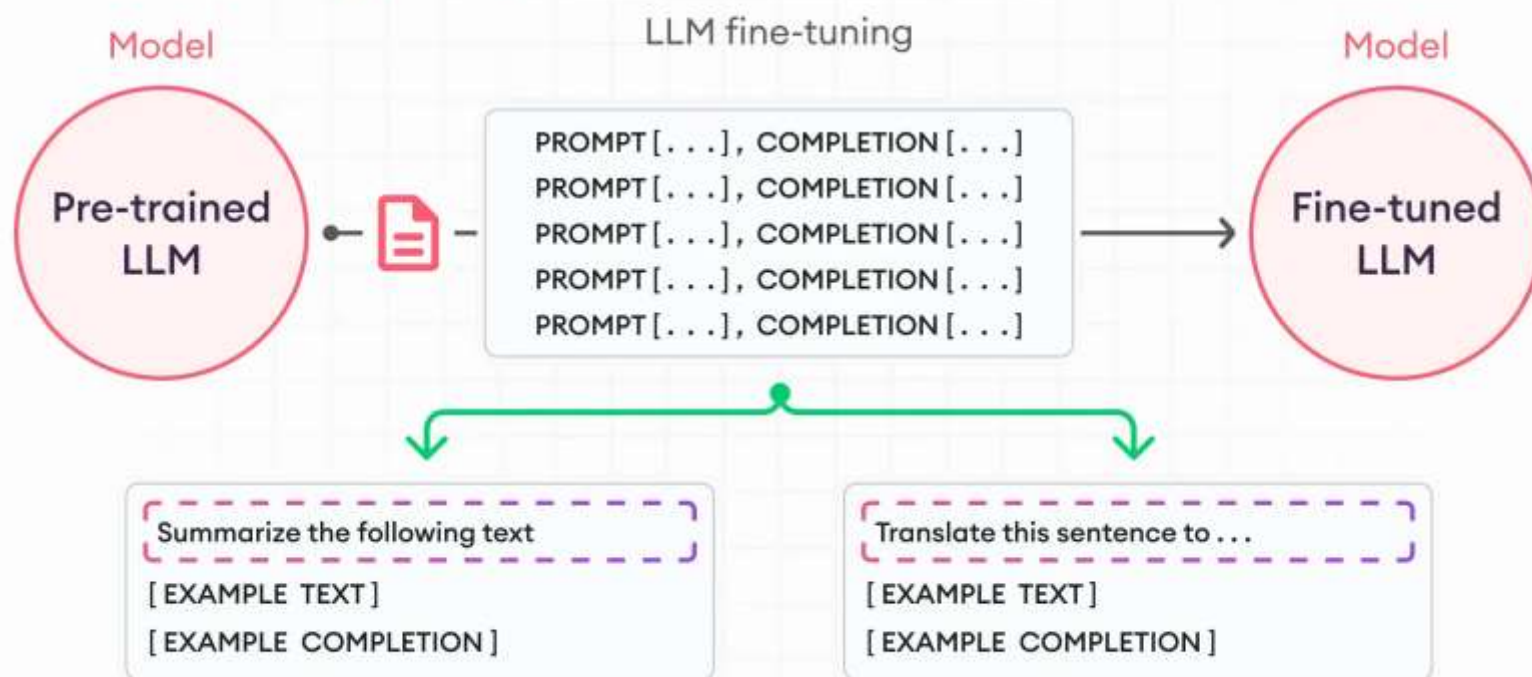 LLM fine-tuning
Model
Model
Pre-trained
LLM
PROMPT[...], COMPLETION[...]
PROMPT[...], COMPLETION[...]
PROMPT[...], COMPLETION[...]
PROMPT[...], COMPLETION[...]
PROMPT[...], COMPLETION[...]
Fine-tuned
LLM
Summarize the following text
[EXAMPLE TEXT]
[EXAMPLE COMPLETION]
Translate this sentence to ...
[EXAMPLE TEXT]
[EXAMPLE COMPLETION]